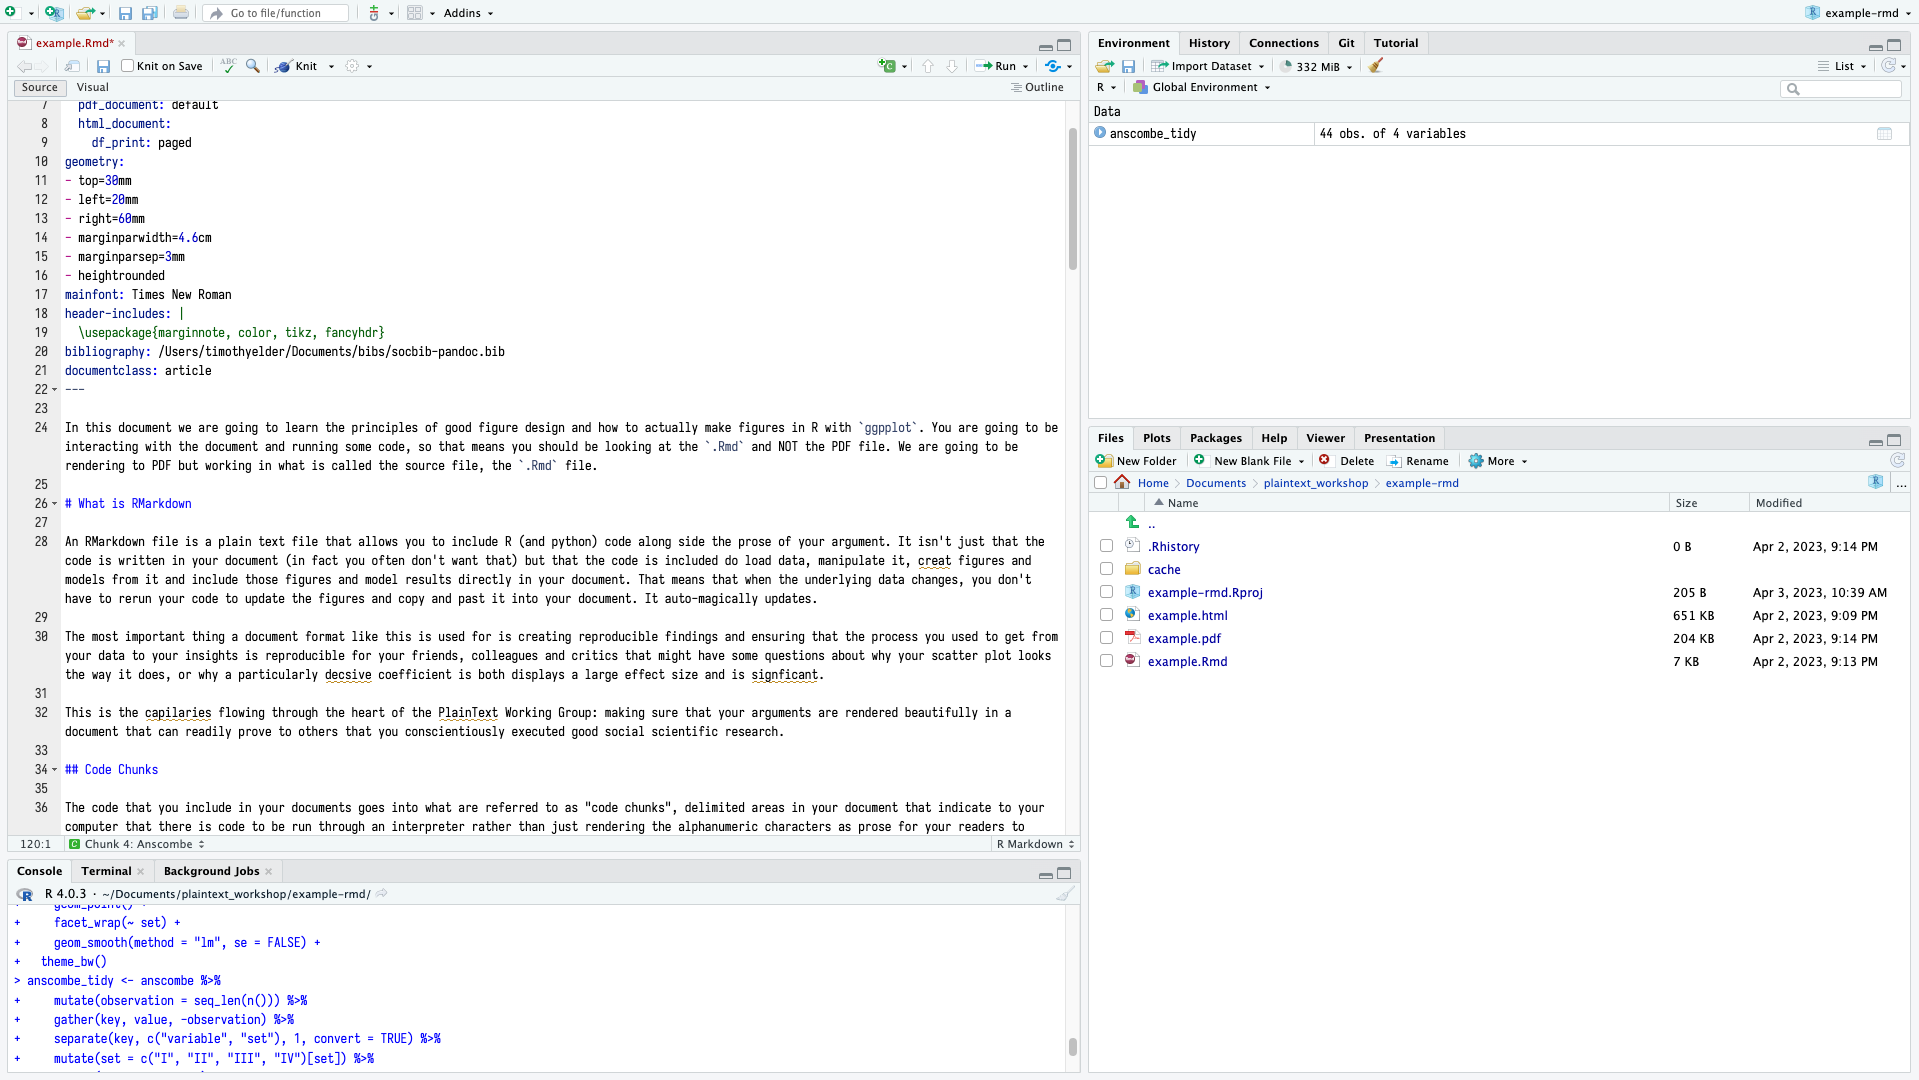 Go to file/function
Addins
example-rmd
example.Rmd*
Knit on Save
ABC
Knit
Run
Source
Visual
Outline
7 pdf_document: default
8 html_document:
9 df_print: paged
10 geometry:
11 - top=30mm
12 - left=20mm
13 - right=60mm
14 - marginparwidth=4.6cm
15 - marginparsep=3mm
16 - heightrounded
17 mainfont: Times New Roman
18 header-includes: |
19 \usepackage{marginnote, color, tikz, fancyhdr}
20 bibliography: /Users/timothyelder/Documents/bibs/socbib-pandoc.bib
21 documentclass: article
22 ---
23
24 In this document we are going to learn the principles of good figure design and how to actually make figures in R with `ggpplot`. You are going to be
interacting with the document and running some code, so that means you should be looking at the `.Rmd` and NOT the PDF file. We are going to be
rendering to PDF but working in what is called the source file, the `.Rmd` file.
25
26 # What is RMarkdown
27
28 An RMarkdown file is a plain text file that allows you to include R (and python) code along side the prose of your argument. It isn't just that the
code is written in your document (in fact you often don't want that) but that the code is included do load data, manipulate it, creat figures and
models from it and include those figures and model results directly in your document. That means that when the underlying data changes, you don't
have to rerun your code to update the figures and copy and past it into your document. It auto-magically updates.
29
30 The most important thing a document format like this is used for is creating reproducible findings and ensuring that the process you used to get from
your data to your insights is reproducible for your friends, colleagues and critics that might have some questions about why your scatter plot looks
the way it does, or why a particularly decsive coefficient is both displays a large effect size and is signficant.
31
32 This is the capilaries flowing through the heart of the PlainText Working Group: making sure that your arguments are rendered beautifully in a
document that can readily prove to others that you conscientiously executed good social scientific research.
33
34 ## Code Chunks
35
36 The code that you include in your documents goes into what are referred to as "code chunks", delimited areas in your document that indicate to your
computer that there is code to be run through an interpreter rather than just rendering the alphanumeric characters as prose for your readers to
120:1
Chunk 4: Anscombe
R Markdown
Console
Terminal
Background Jobs
R 4.0.3 · ~/Documents/plaintext_workshop/example-rmd/
+ geom_point() +
+ facet_wrap(~ set) +
+ geom_smooth(method = "lm", se = FALSE) +
+ theme_bw()
> anscombe_tidy <- anscombe %>%
+ mutate(observation = seq_len(n())) %>%
+ gather(key, value, -observation) %>%
+ separate(key, c("variable", "set"), 1, convert = TRUE) %>%
+ mutate(set = c("I", "II", "III", "IV")[set]) %>%
Environment
History
Connections
Git
Tutorial
Import Dataset
332 MiB
List
R
Global Environment
Data
anscombe_tidy 44 obs. of 4 variables
Files
Plots
Packages
Help
Viewer
Presentation
New Folder
New Blank File
Delete
Rename
More
Home
Documents
plaintext_workshop
example-rmd
...
Name Size Modified
..
.Rhistory 0 B Apr 2, 2023, 9:14 PM
cache
example-rmd.Rproj 205 B Apr 3, 2023, 10:39 AM
example.html 651 KB Apr 2, 2023, 9:09 PM
example.pdf 204 KB Apr 2, 2023, 9:14 PM
example.Rmd 7 KB Apr 2, 2023, 9:13 PM